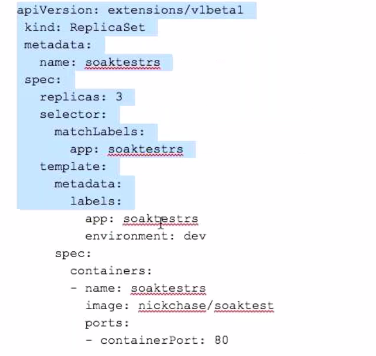 apiVersion: extensions/v1beta1
kind: ReplicaSet
metadata:
name: soaktestrs
spec:
replicas: 3
selector:
matchLabels:
app: soaktestrs
template:
metadata:
labels:
app: soaktestrs
environment: dev
spec:
containers:
- name: soaktestrs
image: nickchase/soaktest
ports:
- containerPort: 80